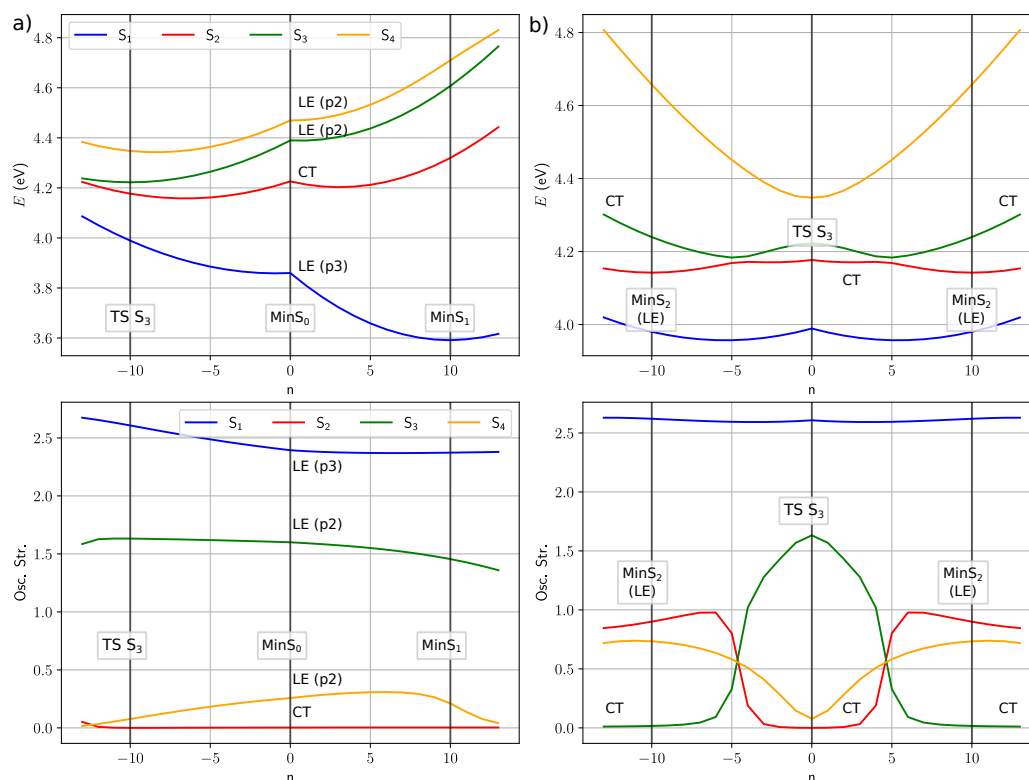 a)
S₁ S₂ S₃ S₄
4.8
4.6
4.4
4.2
4.0
3.8
3.6
E (eV)
LE (p2)
LE (p2)
CT
LE (p3)
TS S₃
MinS₀
MinS₁
−10 −5 0 5 10
n
b)
4.8
4.6
4.4
4.2
4.0
E (eV)
CT
CT
TS S₃
CT
MinS₂
(LE)
MinS₂
(LE)
−10 −5 0 5 10
n
S₁ S₂ S₃ S₄
2.5
2.0
1.5
1.0
0.5
0.0
Osc. Str.
LE (p3)
LE (p2)
TS S₃
MinS₀
MinS₁
LE (p2)
CT
−10 −5 0 5 10
n
2.5
2.0
1.5
1.0
0.5
0.0
Osc. Str.
TS S₃
MinS₂
(LE)
MinS₂
(LE)
CT
CT
CT
−10 −5 0 5 10
n